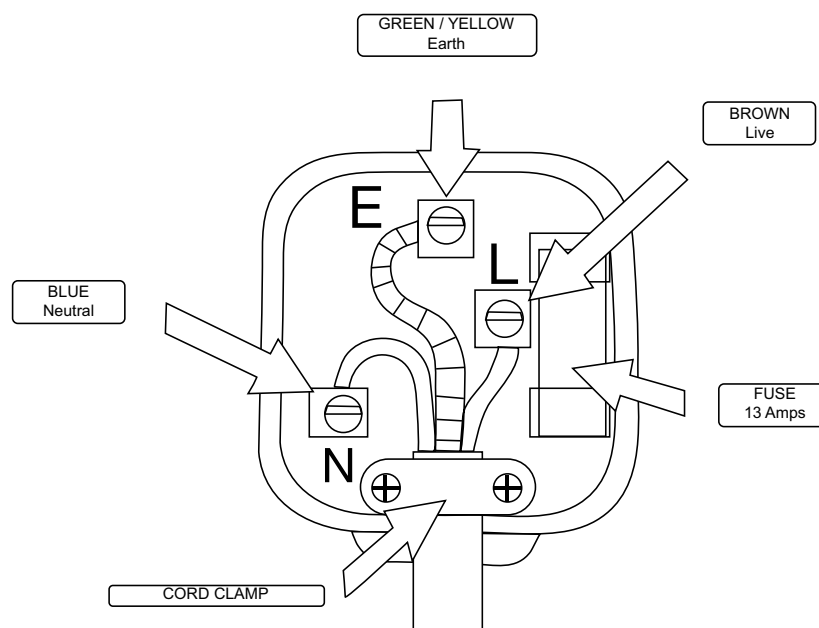 GREEN / YELLOW
Earth
BROWN
Live
E
L
BLUE
Neutral
FUSE
13 Amps
N
CORD CLAMP